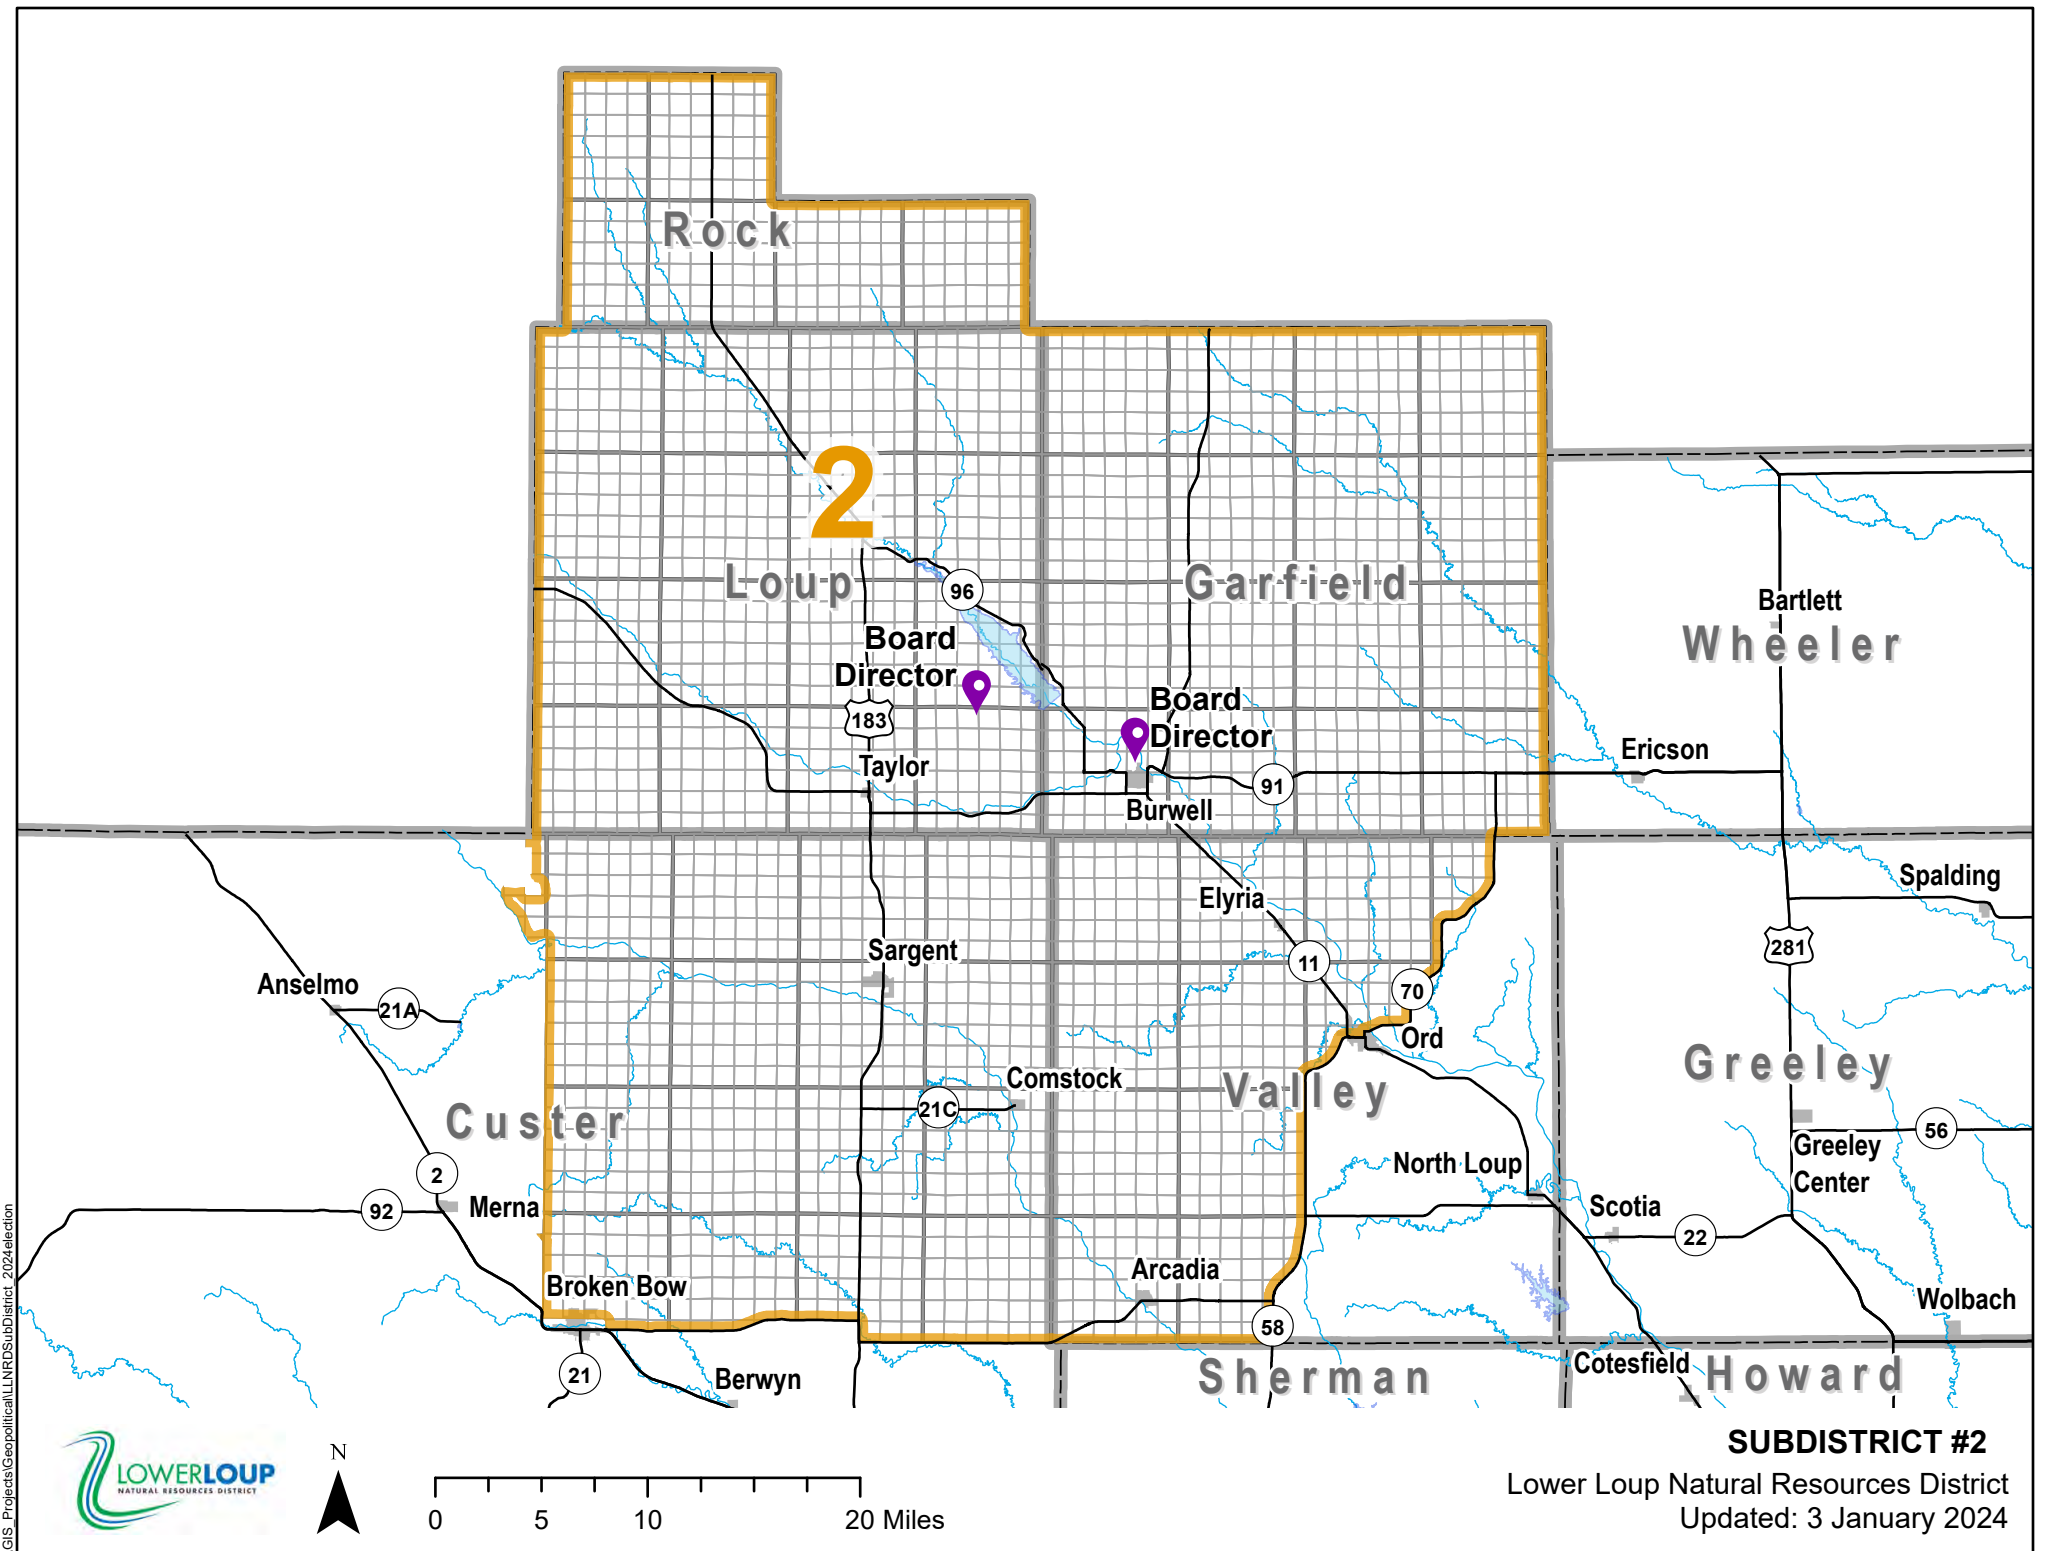 Rock
2
Loup
Garfield
96
Board
Director
Board
Director
183
Taylor
91
Burwell
Bartlett
Wheeler
Ericson
Spalding
Elyria
Sargent
11
281
Anselmo
21A
70
Ord
Comstock
21C
Valley
Greeley
Custer
56
Greeley
Center
North Loup
2
Merna
92
Scotia
22
Arcadia
Broken Bow
Wolbach
58
21
Berwyn
Sherman
Cotesfield
Howard
GIS_Projects\Geopolitical\LLNRDSubDistrict_2024election
LOWERLOUP
NATURAL RESOURCES DISTRICT
N
0 5 10 20 Miles
SUBDISTRICT #2
Lower Loup Natural Resources District
Updated: 3 January 2024